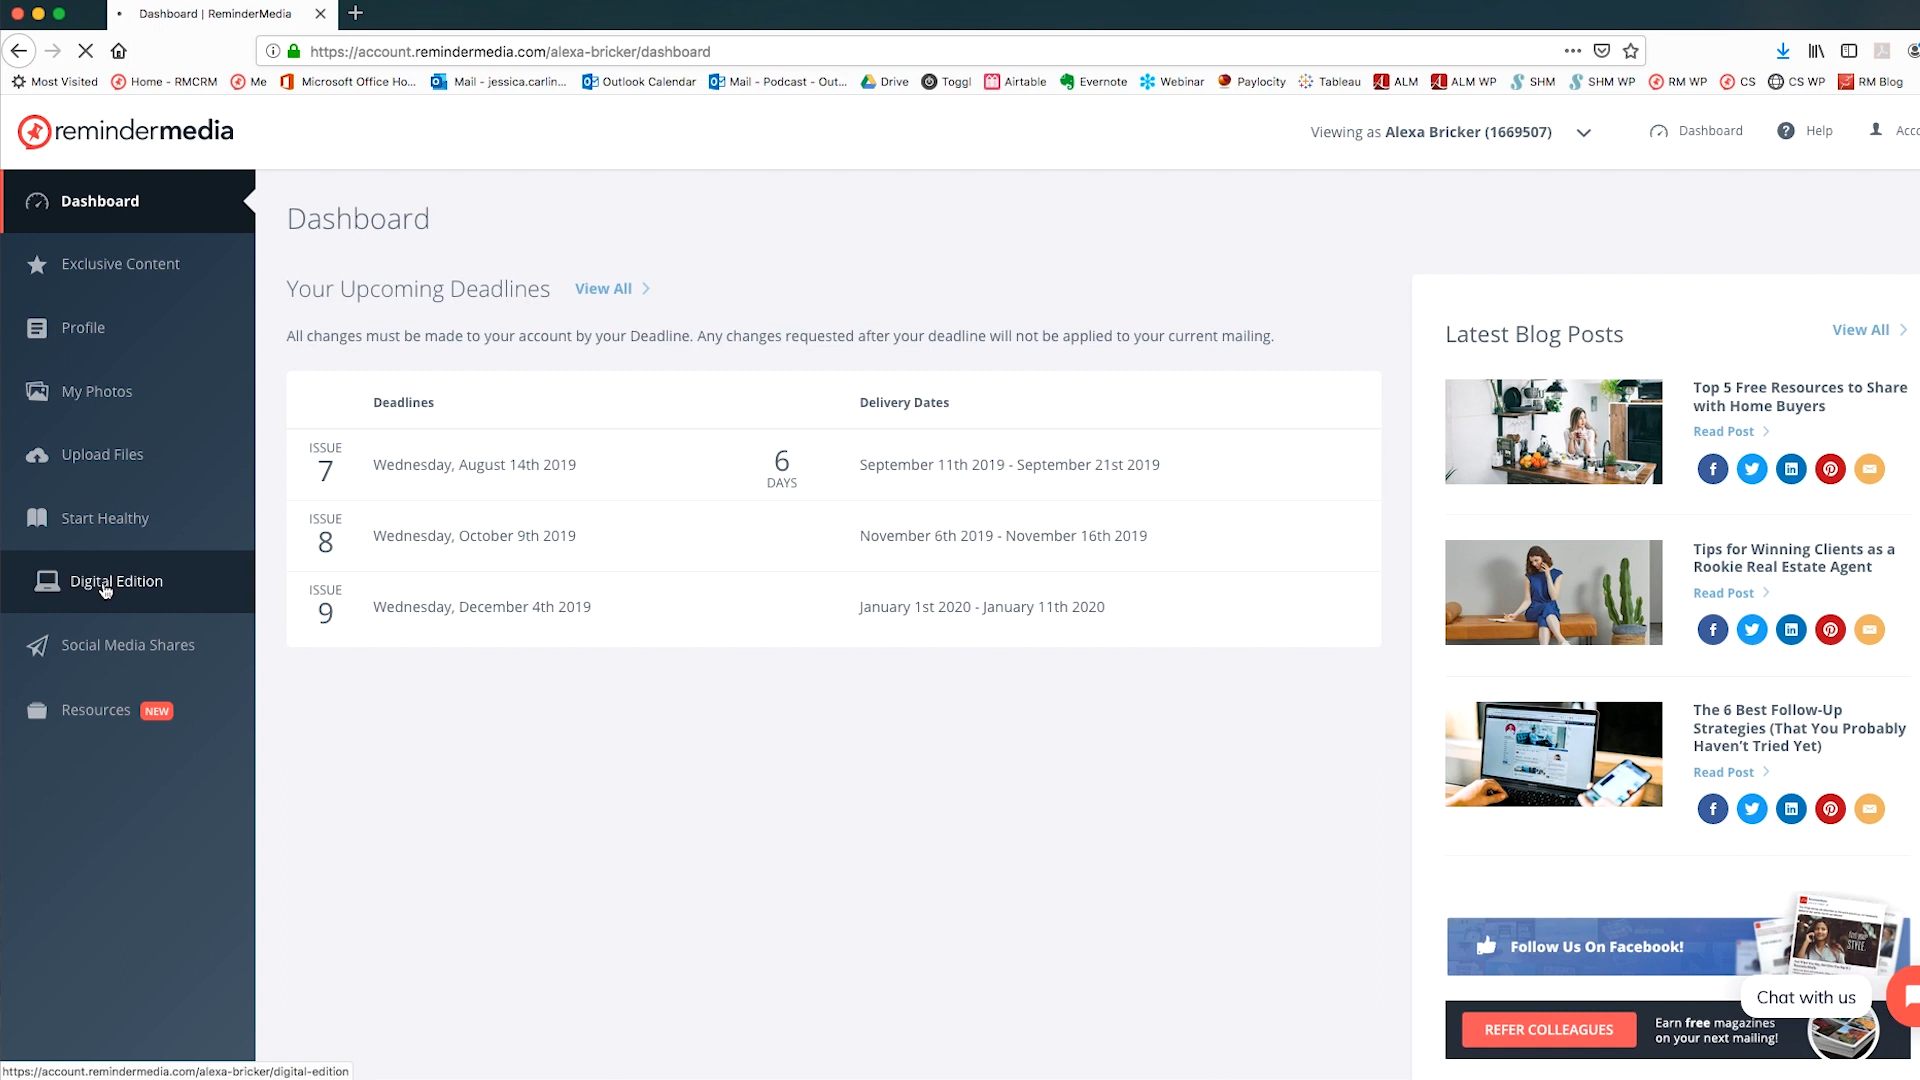 Dashboard | ReminderMedia
https://account.remindermedia.com/alexa-bricker/dashboard
Most Visited Home - RMCRM Me Microsoft Office Ho... Mail - jessica.carlin... Outlook Calendar Mail - Podcast - Out... Drive Toggl Airtable Evernote Webinar Paylocity Tableau ALM ALM WP SHM SHM WP RM WP CS CS WP RM Blog
remindermedia
Viewing as Alexa Bricker (1669507)
Dashboard
Help
Acco
Dashboard
Exclusive Content
Profile
My Photos
Upload Files
Start Healthy
Digital Edition
Social Media Shares
Resources NEW
Dashboard
Your Upcoming Deadlines View All
All changes must be made to your account by your Deadline. Any changes requested after your deadline will not be applied to your current mailing.
Deadlines Delivery Dates
ISSUE
7 Wednesday, August 14th 2019 6 DAYS September 11th 2019 - September 21st 2019
ISSUE
8 Wednesday, October 9th 2019 November 6th 2019 - November 16th 2019
ISSUE
9 Wednesday, December 4th 2019 January 1st 2020 - January 11th 2020
Latest Blog Posts View All
Top 5 Free Resources to Share
with Home Buyers
Read Post
Tips for Winning Clients as a
Rookie Real Estate Agent
Read Post
The 6 Best Follow-Up
Strategies (That You Probably
Haven't Tried Yet)
Read Post
Follow Us On Facebook!
STYLE.
Chat with us
REFER COLLEAGUES
Earn free magazines
on your next mailing!
https://account.remindermedia.com/alexa-bricker/digital-edition